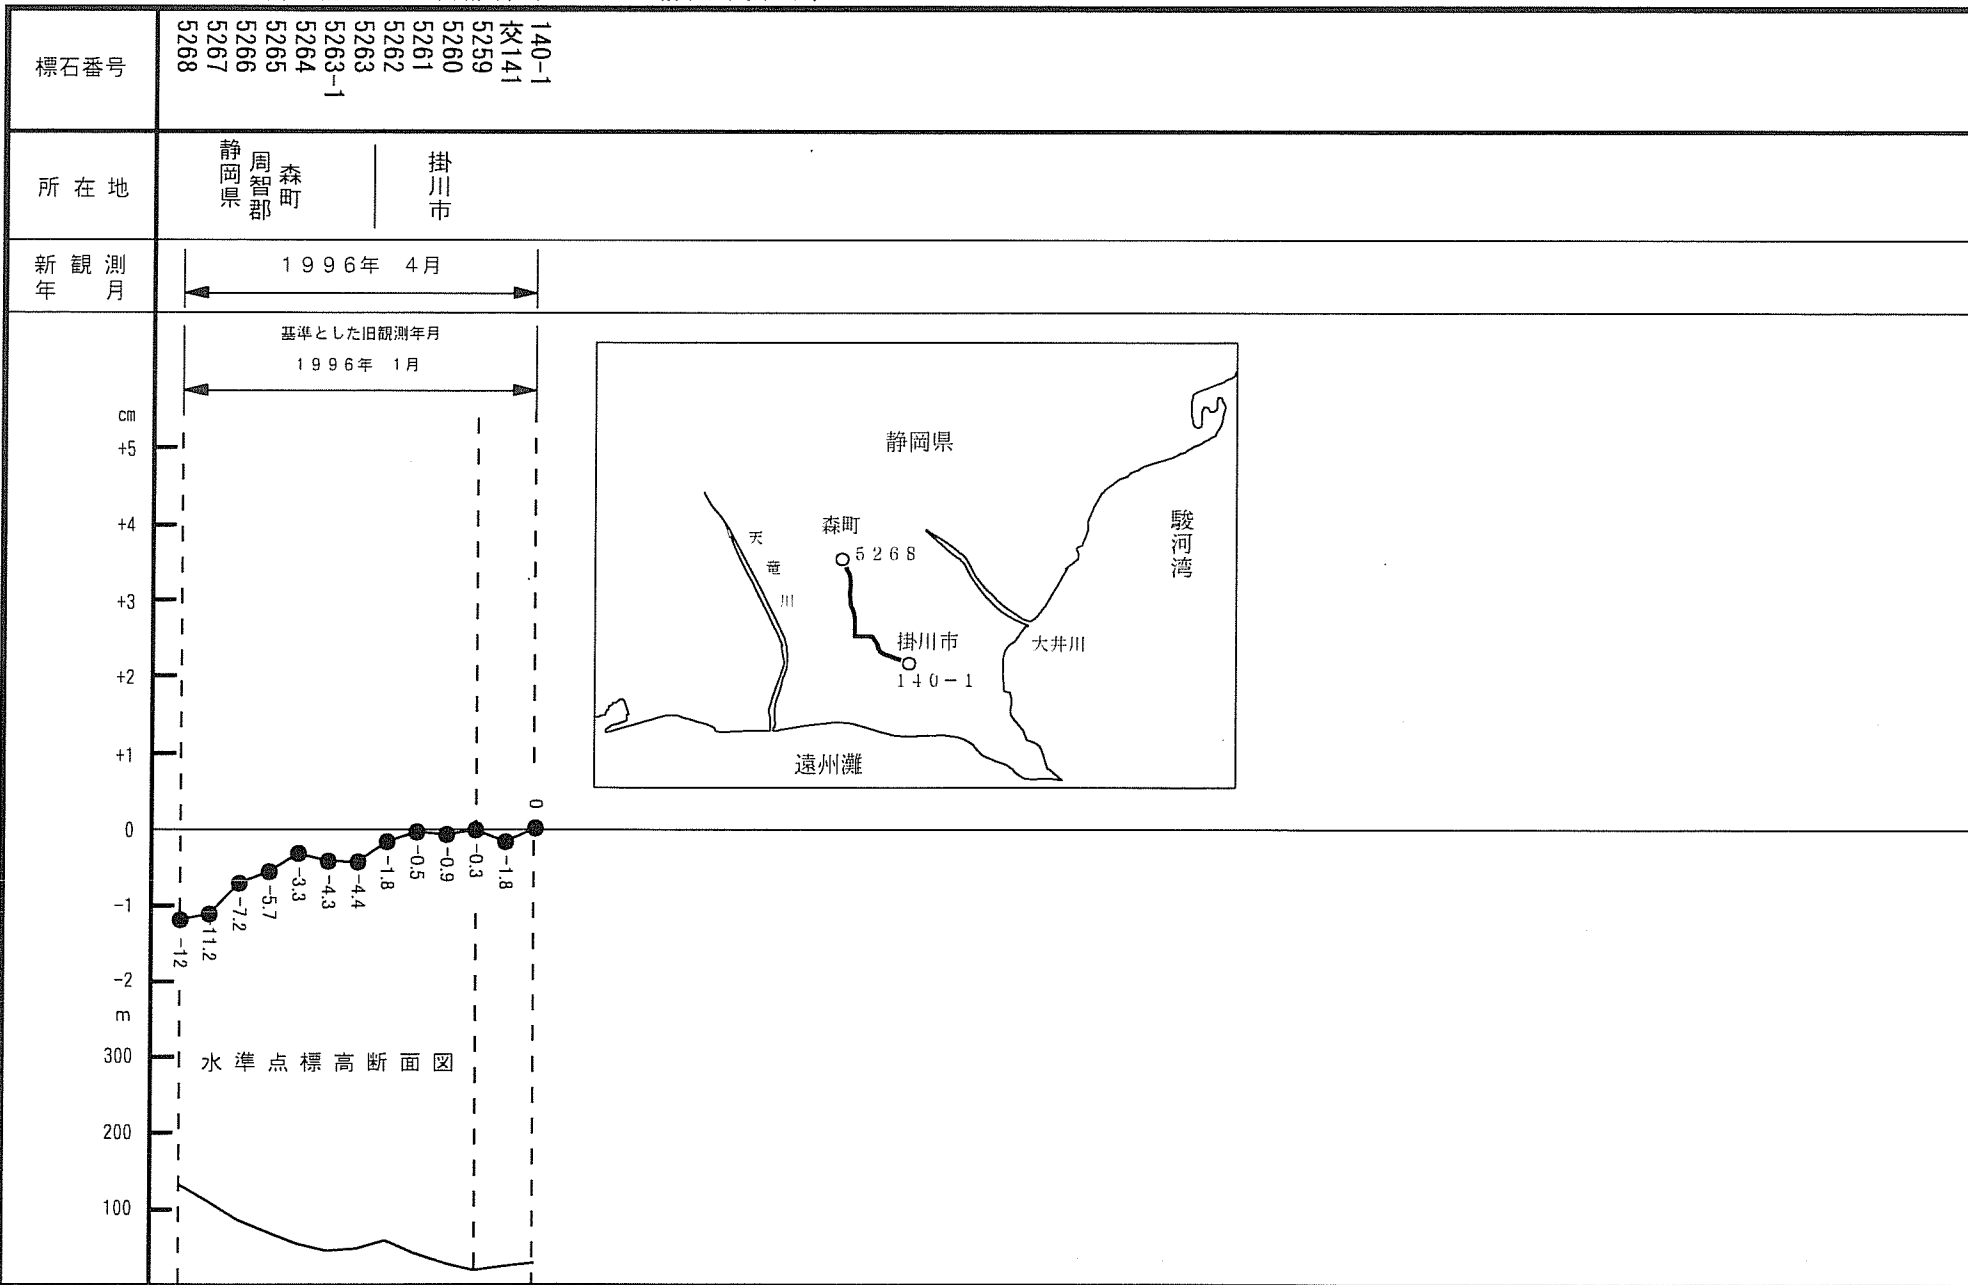 標石番号
5268
5267
5266
5265
5264
5263-1
5263
5262
5261
5260
5259
交141
140-1
所在地
静岡県
周智郡
森町
掛川市
新観測
年月
1996年 4月
基準とした旧観測年月
1996年 1月
cm
+5
+4
+3
+2
+1
0
-1
-2
-12
-11.2
-7.2
-5.7
-3.3
-4.3
-4.4
-1.8
-0.5
-0.9
-0.3
-1.8
0
m
300
200
100
水準点標高断面図
静岡県
森町
5268
天竜川
掛川市
140-1
大井川
駿河湾
遠州灘